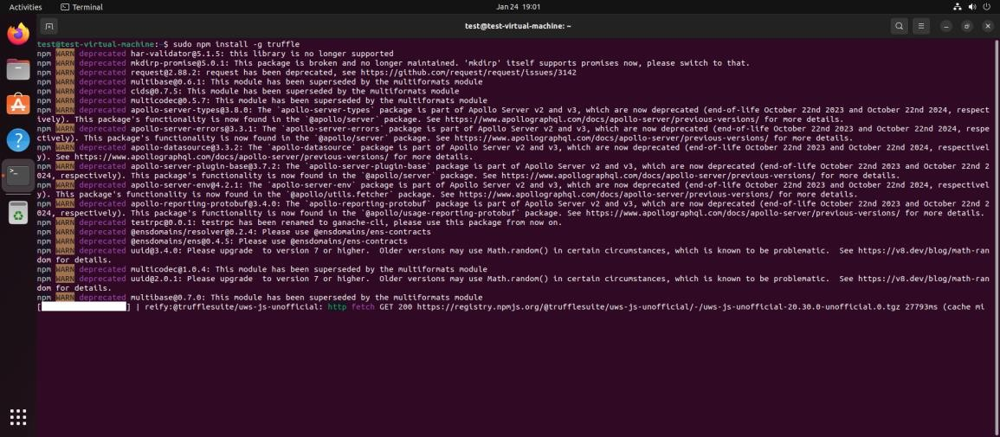 Activities Terminal Jan 24 19:01
test@test-virtual-machine: ~
test@test-virtual-machine:~$ sudo npm install -g truffle
npm WARN deprecated har-validator@5.1.5: this library is no longer supported
npm WARN deprecated mkdirp-promise@5.0.1: This package is broken and no longer maintained. 'mkdirp' itself supports promises now, please switch to that.
npm WARN deprecated request@2.88.2: request has been deprecated, see https://github.com/request/request/issues/3142
npm WARN deprecated multibase@0.6.1: This module has been superseded by the multiformats module
npm WARN deprecated cids@0.7.5: This module has been superseded by the multiformats module
npm WARN deprecated multicodec@0.5.7: This module has been superseded by the multiformats module
npm WARN deprecated apollo-server-types@3.8.0: The `apollo-server-types` package is part of Apollo Server v2 and v3, which are now deprecated (end-of-life October 22nd 2023 and October 22nd 2024, respect
ively). This package's functionality is now found in the `@apollo/server` package. See https://www.apollographql.com/docs/apollo-server/previous-versions/ for more details.
npm WARN deprecated apollo-server-errors@3.3.1: The `apollo-server-errors` package is part of Apollo Server v2 and v3, which are now deprecated (end-of-life October 22nd 2023 and October 22nd 2024, respe
ctively). This package's functionality is now found in the `@apollo/server` package. See https://www.apollographql.com/docs/apollo-server/previous-versions/ for more details.
npm WARN deprecated apollo-datasource@3.3.2: The `apollo-datasource` package is part of Apollo Server v2 and v3, which are now deprecated (end-of-life October 22nd 2023 and October 22nd 2024, respectivel
y). See https://www.apollographql.com/docs/apollo-server/previous-versions/ for more details.
npm WARN deprecated apollo-server-plugin-base@3.7.2: The `apollo-server-plugin-base` package is part of Apollo Server v2 and v3, which are now deprecated (end-of-life October 22nd 2023 and October 22nd 2
024, respectively). This package's functionality is now found in the `@apollo/server` package. See https://www.apollographql.com/docs/apollo-server/previous-versions/ for more details.
npm WARN deprecated apollo-server-env@4.2.1: The `apollo-server-env` package is part of Apollo Server v2 and v3, which are now deprecated (end-of-life October 22nd 2023 and October 22nd 2024, respectivel
y). This package's functionality is now found in the `@apollo/utils.fetcher` package. See https://www.apollographql.com/docs/apollo-server/previous-versions/ for more details.
npm WARN deprecated apollo-reporting-protobuf@3.4.0: The `apollo-reporting-protobuf` package is part of Apollo Server v2 and v3, which are now deprecated (end-of-life October 22nd 2023 and October 22nd 2
024, respectively). This package's functionality is now found in the `@apollo/usage-reporting-protobuf` package. See https://www.apollographql.com/docs/apollo-server/previous-versions/ for more details.
npm WARN deprecated testrpc@0.0.1: testrpc has been renamed to ganache-cli, please use this package from now on.
npm WARN deprecated @ensdomains/resolver@0.2.4: Please use @ensdomains/ens-contracts
npm WARN deprecated @ensdomains/ens@0.4.5: Please use @ensdomains/ens-contracts
npm WARN deprecated uuid@3.4.0: Please upgrade  to version 7 or higher.  Older versions may use Math.random() in certain circumstances, which is known to be problematic.  See https://v8.dev/blog/math-ran
dom for details.
npm WARN deprecated multicodec@1.0.4: This module has been superseded by the multiformats module
npm WARN deprecated uuid@2.0.1: Please upgrade  to version 7 or higher.  Older versions may use Math.random() in certain circumstances, which is known to be problematic.  See https://v8.dev/blog/math-ran
dom for details.
npm WARN deprecated multibase@0.7.0: This module has been superseded by the multiformats module
[ ] | reify:@trufflesuite/uws-js-unofficial: http fetch GET 200 https://registry.npmjs.org/@trufflesuite/uws-js-unofficial/-/uws-js-unofficial-20.30.0-unofficial.0.tgz 27793ms (cache mi